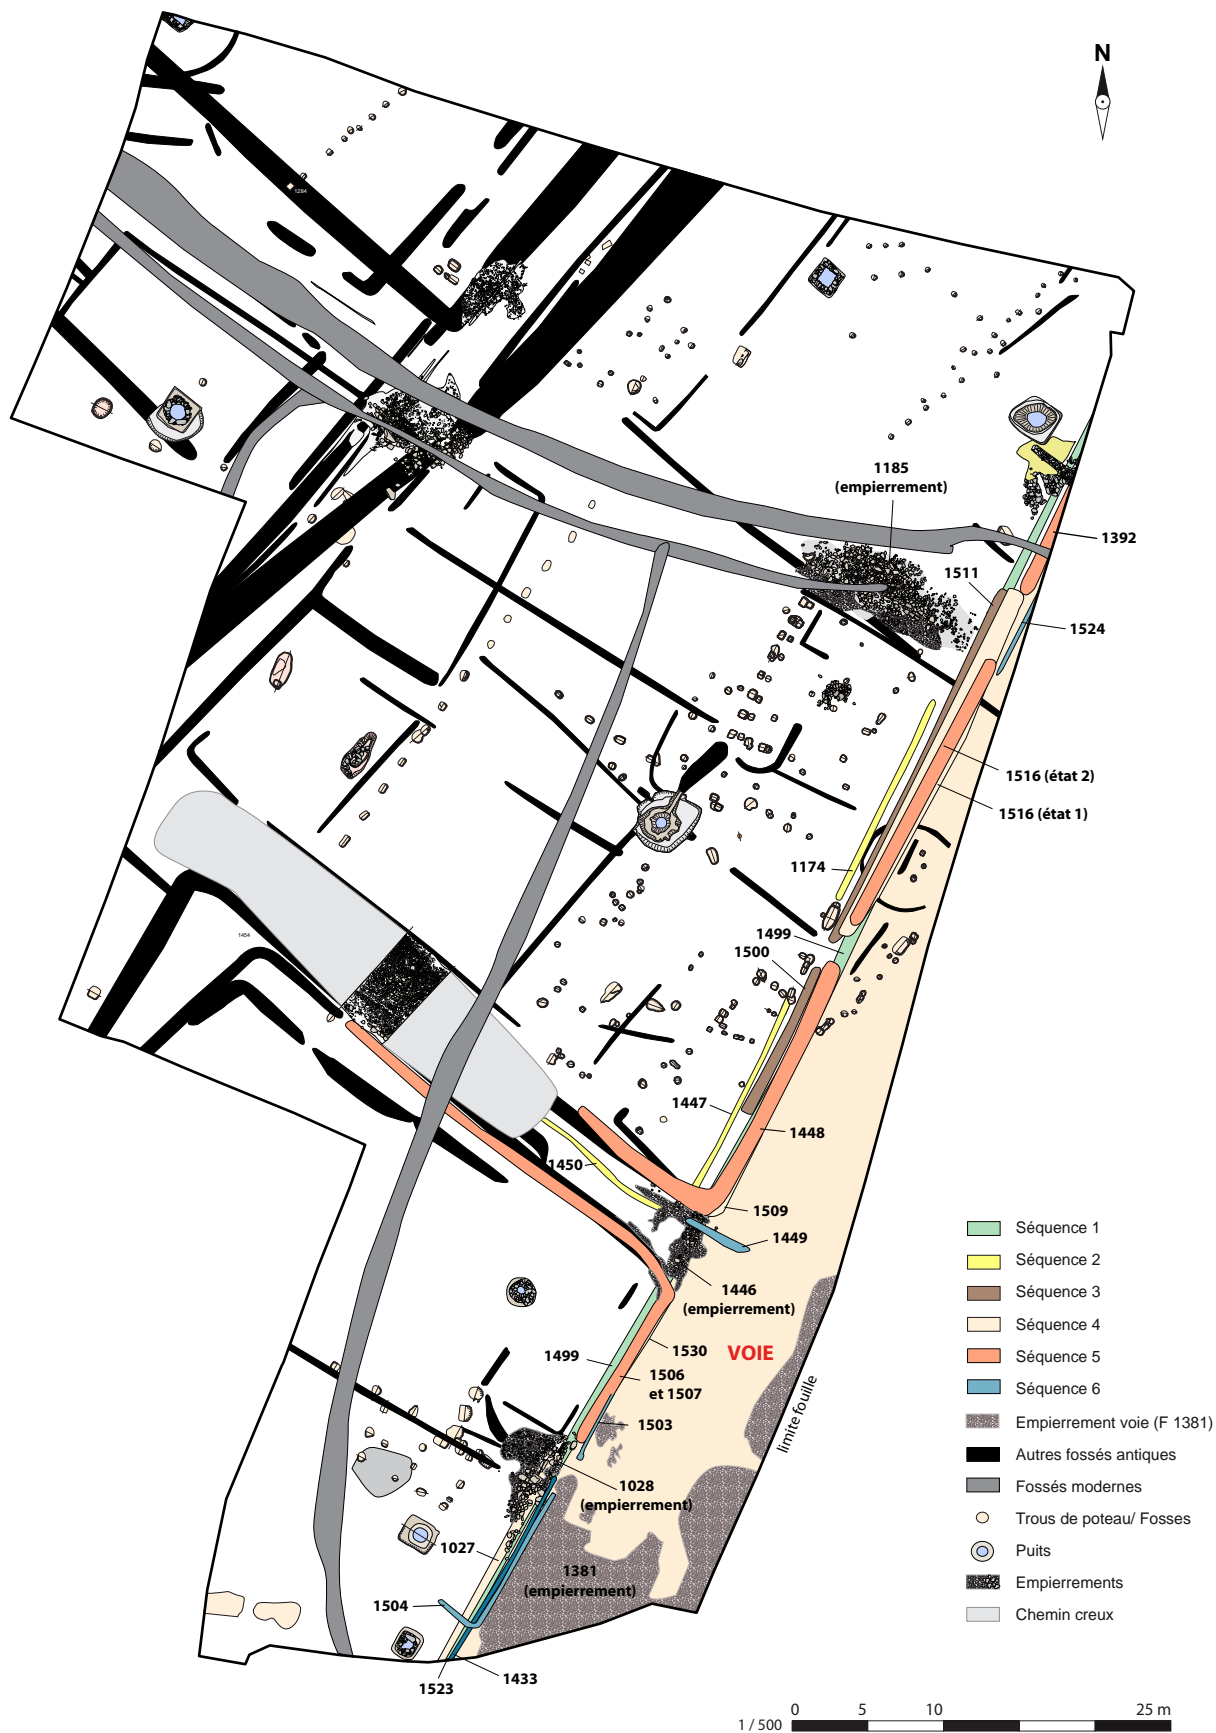 N
1284
1185
(empierrement)
1392
1511
1524
1516 (état 2)
1516 (état 1)
1174
1454
1499
1500
1447
1448
1450
1509
1449
1446
(empierrement)
VOIE
1530
1499
1506
et 1507
1503
limite fouille
1028
(empierrement)
1027
1381
(empierrement)
1504
1433
1523
Séquence 1
Séquence 2
Séquence 3
Séquence 4
Séquence 5
Séquence 6
Empierrement voie (F 1381)
Autres fossés antiques
Fossés modernes
Trous de poteau/ Fosses
Puits
Empierrements
Chemin creux
0 5 10 25 m
1 / 500